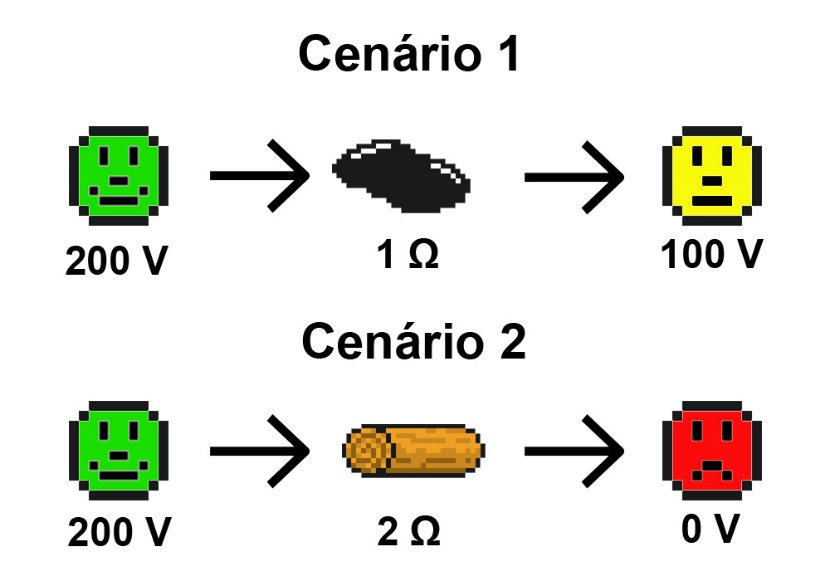 Cenário 1
200 V
1 Ω
100 V
Cenário 2
200 V
2 Ω
0 V